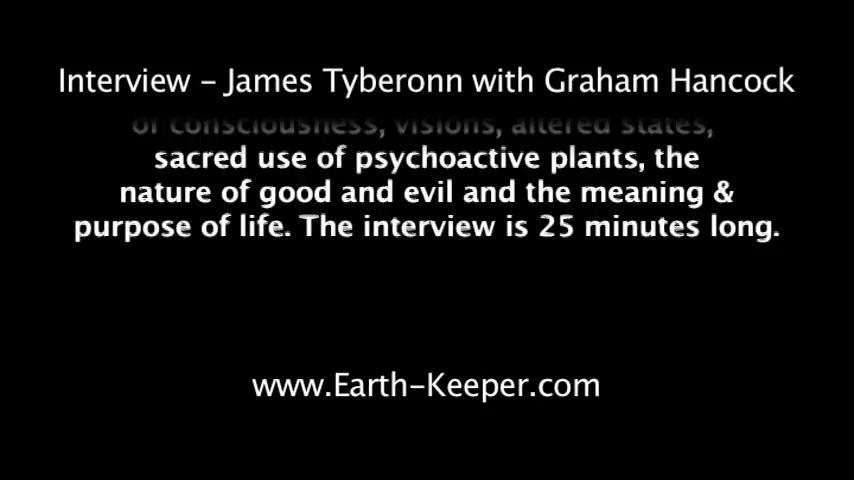 Interview - James Tyberonn with Graham Hancock
of consciousness, visions, altered states,
sacred use of psychoactive plants, the
nature of good and evil and the meaning &
purpose of life. The interview is 25 minutes long.
www.Earth-Keeper.com